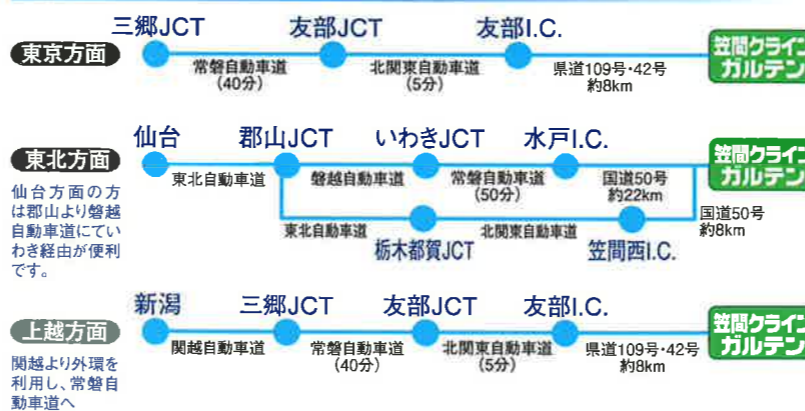 三郷JCT 友部JCT 友部I.C.
東京方面
常磐自動車道
(40分)
北関東自動車道
(5分)
県道109号・42号
約8km
笠間クライン
ガルテン
仙台 郡山JCT いわきJCT 水戸I.C.
東北方面
東北自動車道 磐越自動車道
常磐自動車道
(50分)
国道50号
約22km
笠間クライン
ガルテン
仙台方面の方
は郡山より磐越
自動車道にてい
わき経由が便利
です。
東北自動車道 北関東自動車道
国道50号
約8km
栃木都賀JCT 笠間西I.C.
新潟 三郷JCT 友部JCT 友部I.C.
上越方面
関越自動車道
常磐自動車道
(40分)
北関東自動車道
(5分)
県道109号・42号
約8km
笠間クライン
ガルテン
関越より外環を
利用し、常磐自
動車道へ